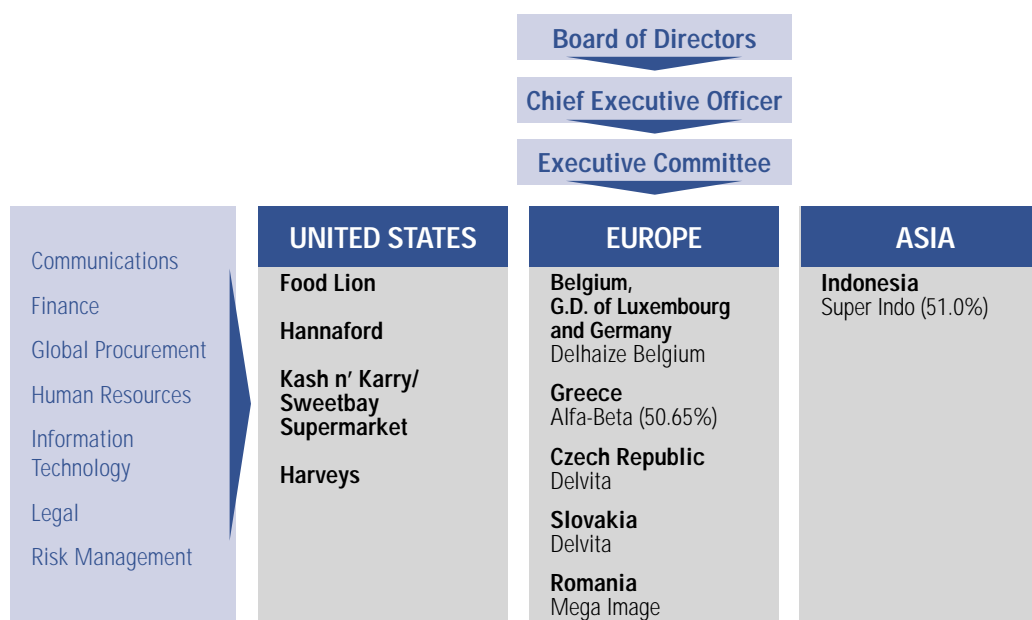 Board of Directors
Chief Executive Officer
Executive Committee
Communications
Finance
Global Procurement
Human Resources
Information
Technology
Legal
Risk Management
UNITED STATES
Food Lion
Hannaford
Kash n’ Karry/
Sweetbay
Supermarket
Harveys
EUROPE
Belgium,
G.D. of Luxembourg
and Germany
Delhaize Belgium
Greece
Alfa-Beta (50.65%)
Czech Republic
Delvita
Slovakia
Delvita
Romania
Mega Image
ASIA
Indonesia
Super Indo (51.0%)